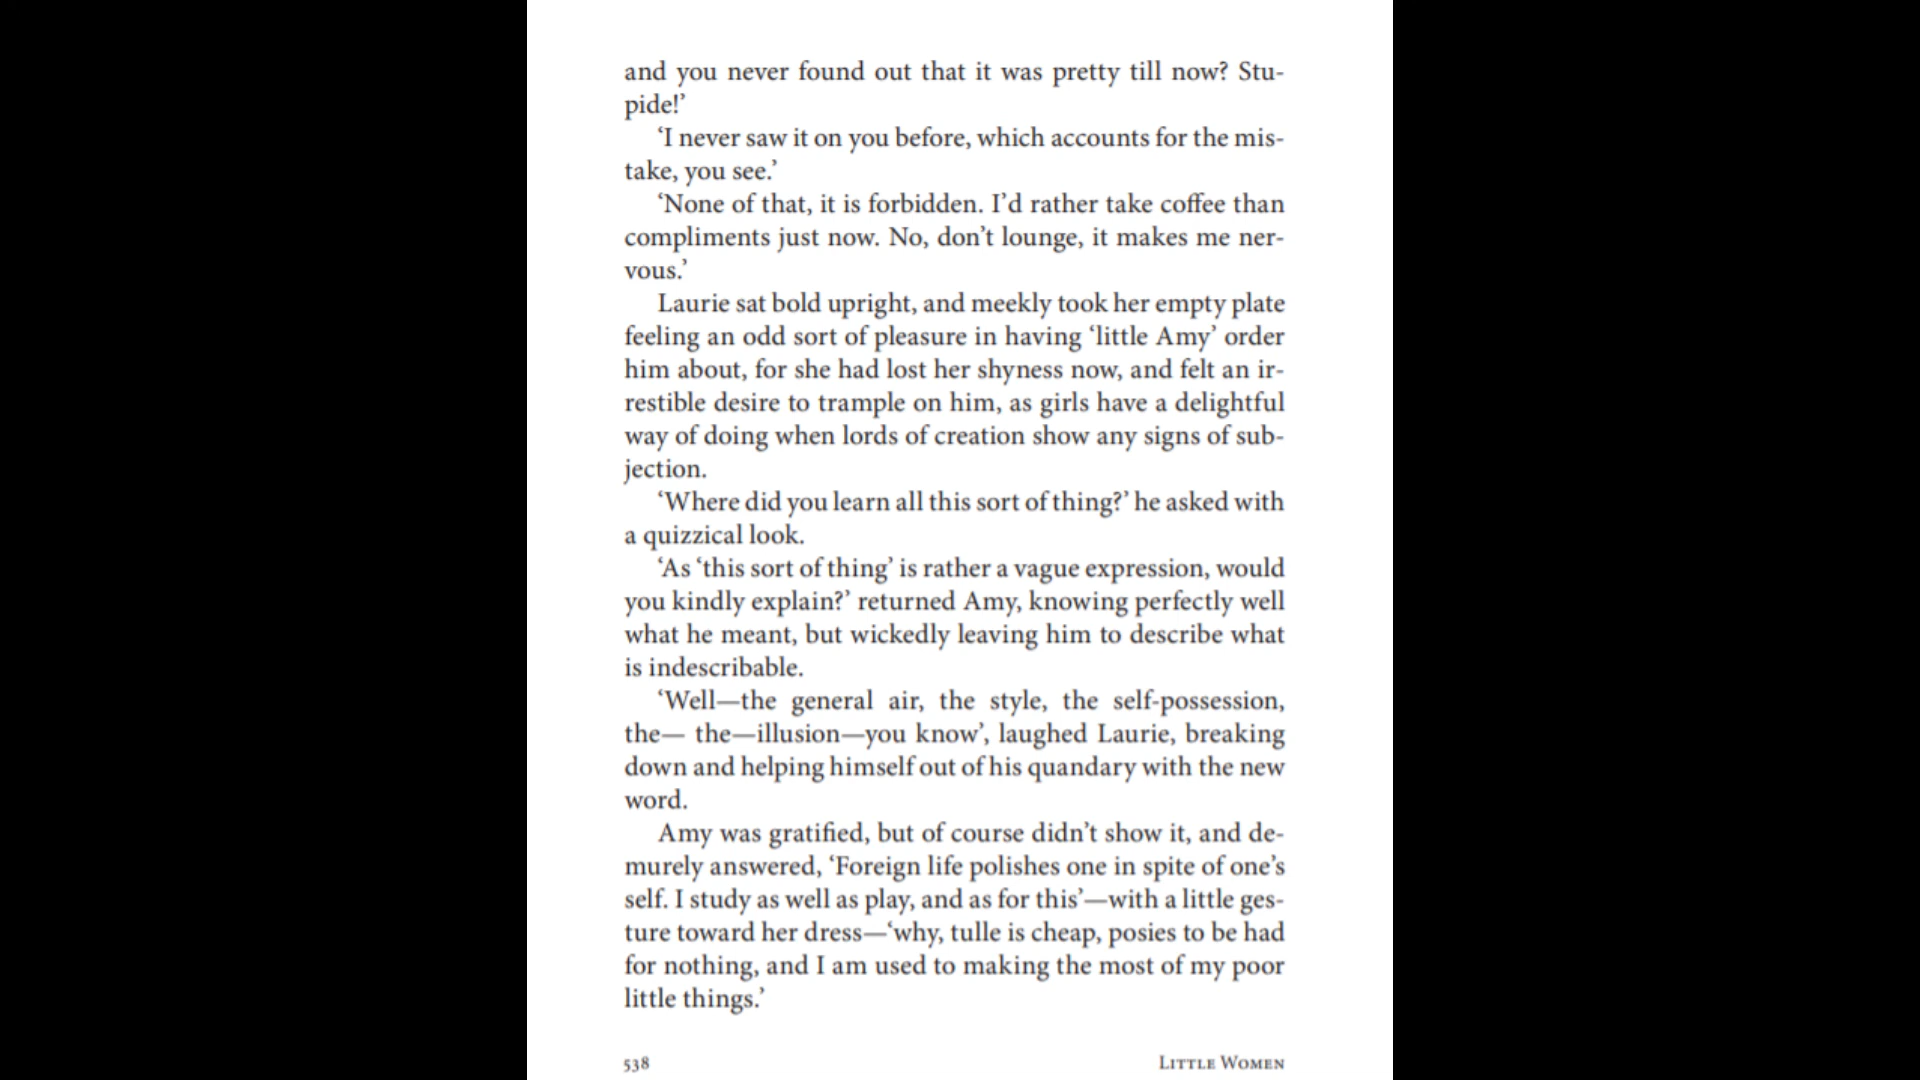 and you never found out that it was pretty till now? Stu-
pide!’
‘I never saw it on you before, which accounts for the mis-
take, you see.’
‘None of that, it is forbidden. I’d rather take coffee than
compliments just now. No, don’t lounge, it makes me ner-
vous.’
Laurie sat bold upright, and meekly took her empty plate
feeling an odd sort of pleasure in having ‘little Amy’ order
him about, for she had lost her shyness now, and felt an ir-
restible desire to trample on him, as girls have a delightful
way of doing when lords of creation show any signs of sub-
jection.
‘Where did you learn all this sort of thing?’ he asked with
a quizzical look.
‘As ‘this sort of thing’ is rather a vague expression, would
you kindly explain?’ returned Amy, knowing perfectly well
what he meant, but wickedly leaving him to describe what
is indescribable.
‘Well—the general air, the style, the self-possession,
the— the—illusion—you know’, laughed Laurie, breaking
down and helping himself out of his quandary with the new
word.
Amy was gratified, but of course didn’t show it, and de-
murely answered, ‘Foreign life polishes one in spite of one’s
self. I study as well as play, and as for this’—with a little ges-
ture toward her dress—‘why, tulle is cheap, posies to be had
for nothing, and I am used to making the most of my poor
little things.’
538 Little Women